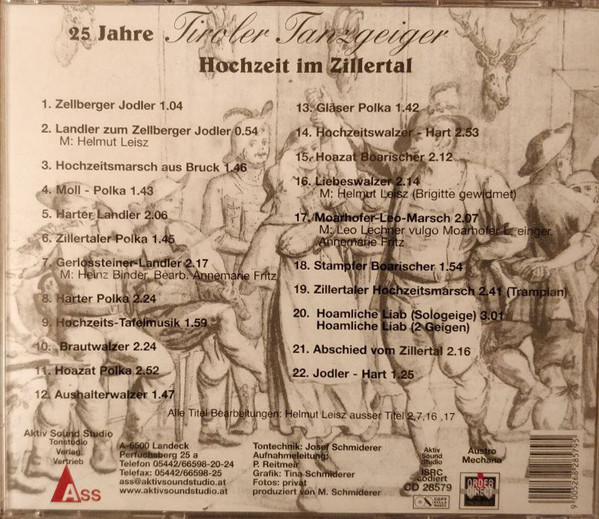 25 Jahre Tiroler Tanzgeiger
Hochzeit im Zillertal
1. Zellberger Jodler 1.04
2. Landler zum Zellberger Jodler 0.54
M: Helmut Leisz
3. Hochzeitsmarsch aus Bruck 1.46
4. Moll - Polka 1.43
5. Harter Landler 2.06
6. Zillertaler Polka 1.45
7. Gerlossteiner-Landler 2.17
M: Heinz Binder, Bearb. Annemarie Fritz
8. Harter Polka 2.24
9. Hochzeits-Tafelmusik 1.59
10. Brautwalzer 2.24
11. Hoazat Polka 2.52
12. Aushalterwalzer 1.47
13. Gläser Polka 1.42
14. Hochzeitswalzer - Hart 2.53
15. Hoazat Boarischer 2.12
16. Liebeswalzer 2.14
M: Helmut Leisz (Brigitte gewidmet)
17. Moarhofer-Leo-Marsch 2.07
M: Leo Lechner vulgo Moarhofer
Annemarie Fritz
18. Stampfer Boarischer 1.54
19. Zillertaler Hochzeitsmarsch 2.41 (Tramplan)
20. Hoamliche Liab (Sologeige) 3.01
Hoamliche Liab (2 Geigen)
21. Abschied vom Zillertal 2.16
22. Jodler - Hart 1.25
Alle Titel Bearbeitungen: Helmut Leisz ausser Titel 2,7,16 ,17
Aktiv Sound Studio
Tonstudio
Verlag
Vertrieb
Ass
A-6500 Landeck
Perfuchsberg 25 a
Telefon 05442/66598-20-24
Telefax: 05442/66598-25
ass@aktivsoundstudio.at
www.aktivsoundstudio.at
Tontechnik: Josef Schmiderer
Aufnahmeleitung:
P. Reitmeir
Grafik: Tina Schmiderer
Fotos: privat
produziert von M. Schmiderer
Aktiv
Sound
Studio
ISRC
codiert
CD 28579
Austro
Mechana
9005268285795